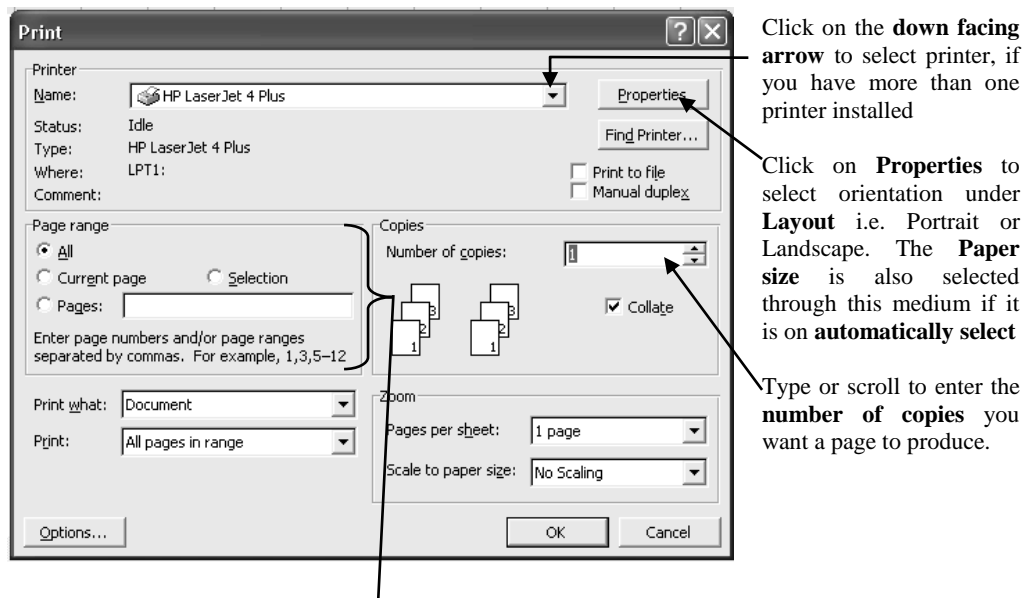 Print
Printer
Name: HP LaserJet 4 Plus Properties
Status: Idle Find Printer...
Type: HP LaserJet 4 Plus
Where: LPT1: Print to file
Comment: Manual duplex
Page range
All
Current page Selection
Pages:
Enter page numbers and/or page ranges
separated by commas. For example, 1,3,5–12
Copies
Number of copies: 1
3 3
2 2
1 1
Collate
Print what: Document
Print: All pages in range
Zoom
Pages per sheet: 1 page
Scale to paper size: No Scaling
Options... OK Cancel
Click on the down facing
arrow to select printer, if
you have more than one
printer installed
Click on Properties to
select orientation under
Layout i.e. Portrait or
Landscape. The Paper
size is also selected
through this medium if it
is on automatically select
Type or scroll to enter the
number of copies you
want a page to produce.